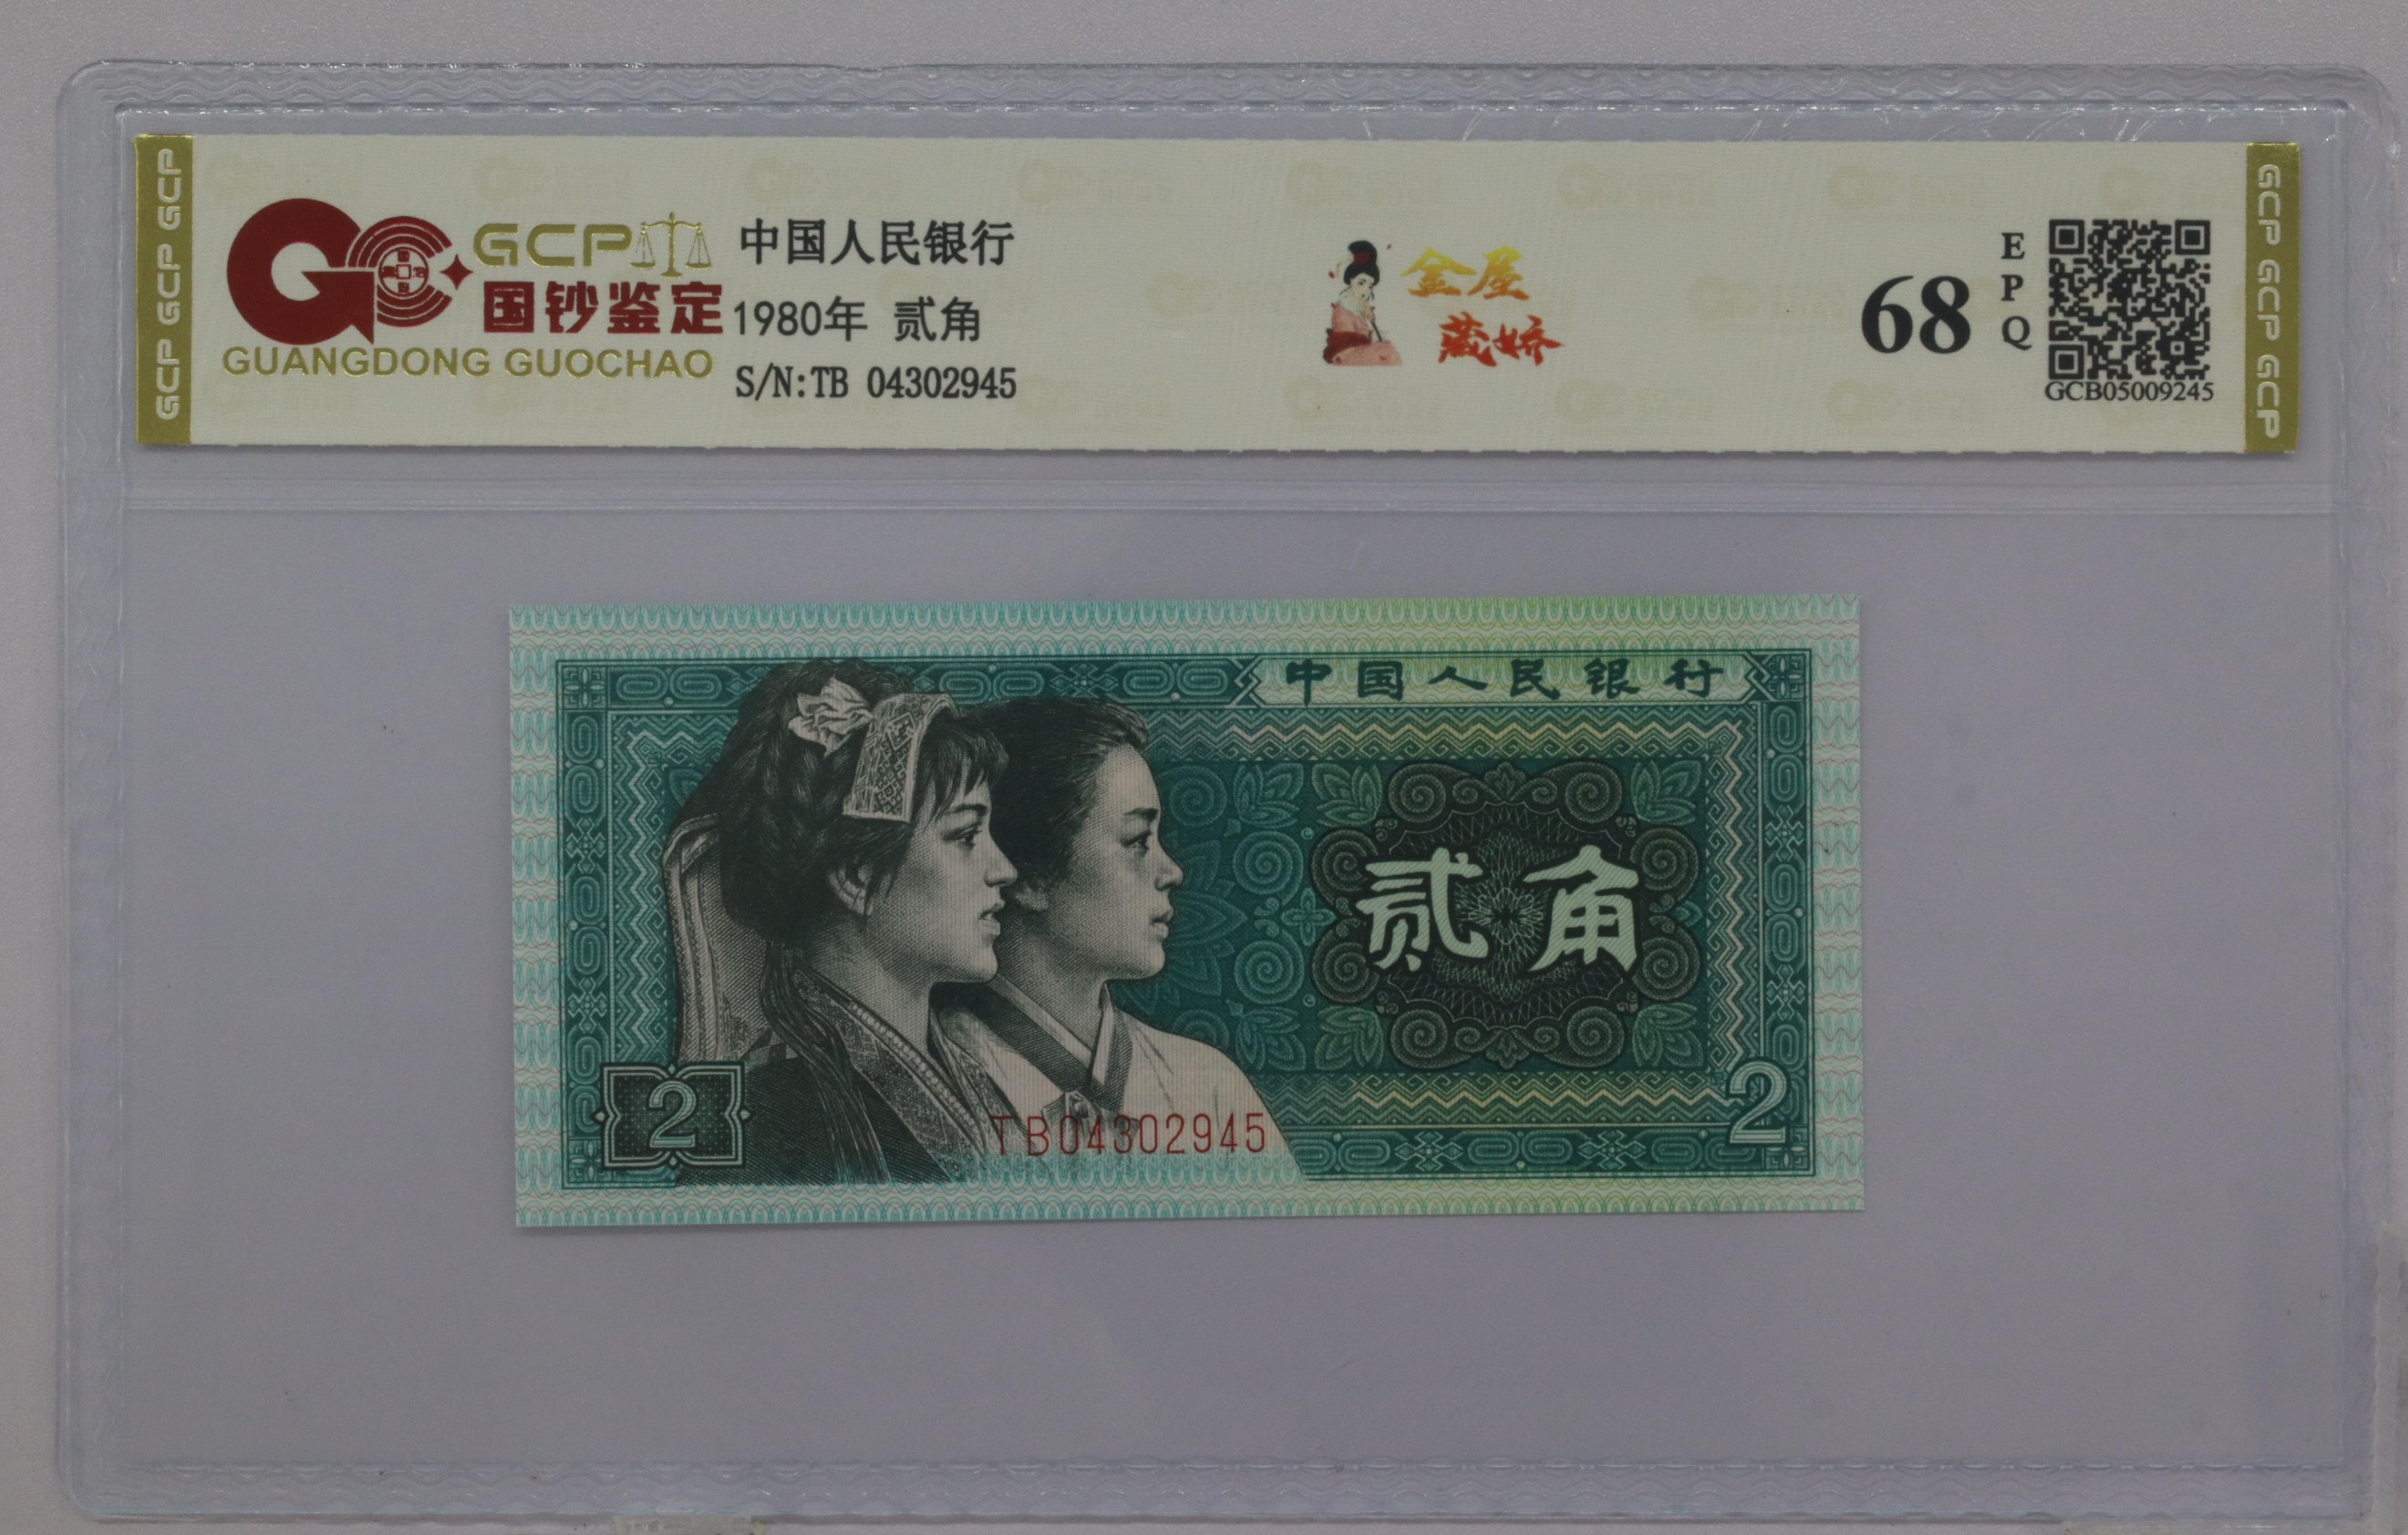 GCP GCP GCP
GCP
国钞鉴定
GUANGDONG GUOCHAO
中国人民银行
1980年 贰角
S/N:TB 04302945
金屋
藏娇
68
EPQ
GCB05009245
GCP GCP GCP
中国人民银行
贰角
2
TB04302945
2